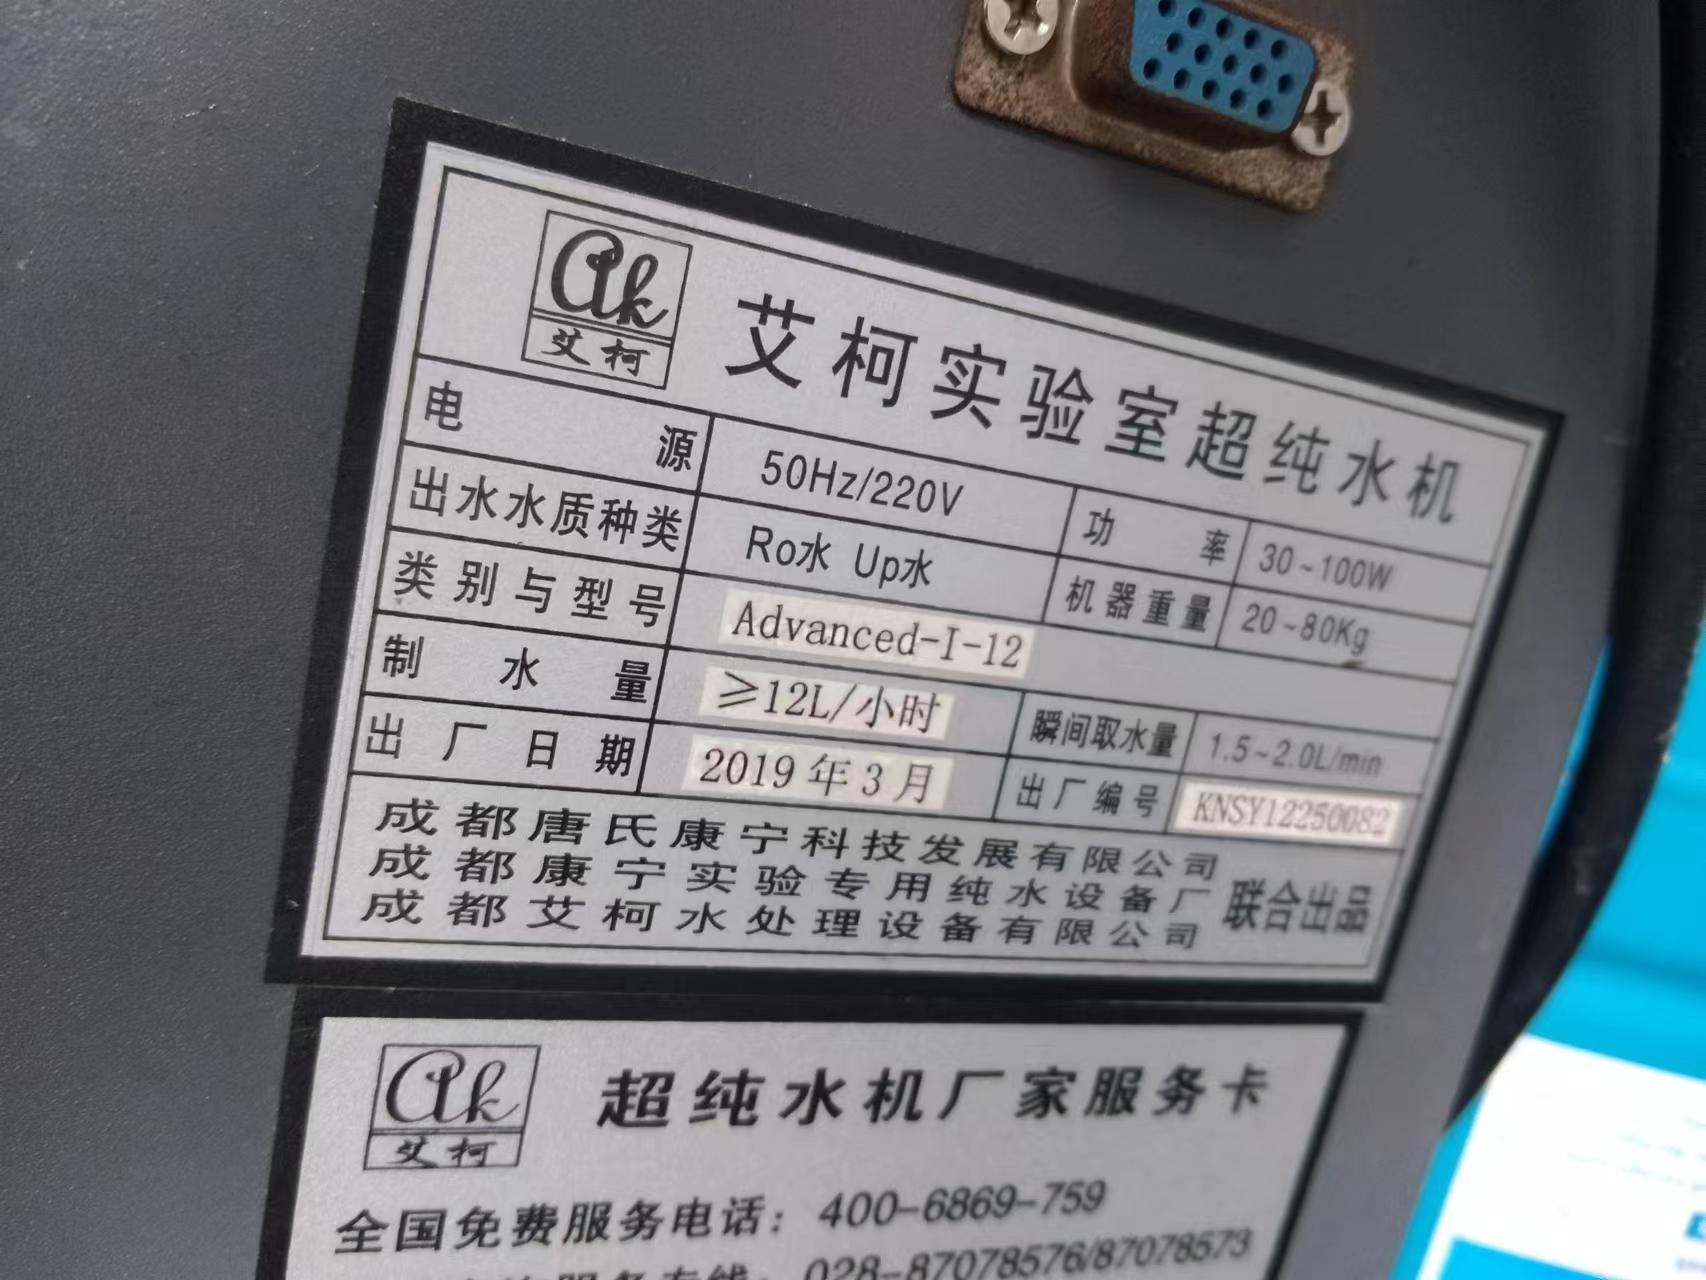 Ak
艾柯
艾柯实验室超纯水机
电源 50Hz/220V 功率 30~100W
出水水质种类 Ro水 Up水 机器重量 20~80Kg
类别与型号 Advanced-I-12
制水量 ≥12L/小时 瞬间取水量 1.5~2.0L/min
出厂日期 2019年3月 出厂编号 KNSY12250082
成都唐氏康宁科技发展有限公司
成都康宁实验专用纯水设备厂 联合出品
成都艾柯水处理设备有限公司
Ak
艾柯
超纯水机厂家服务卡
全国免费服务电话：400-6869-759
服务专线：028-87078576/87078573